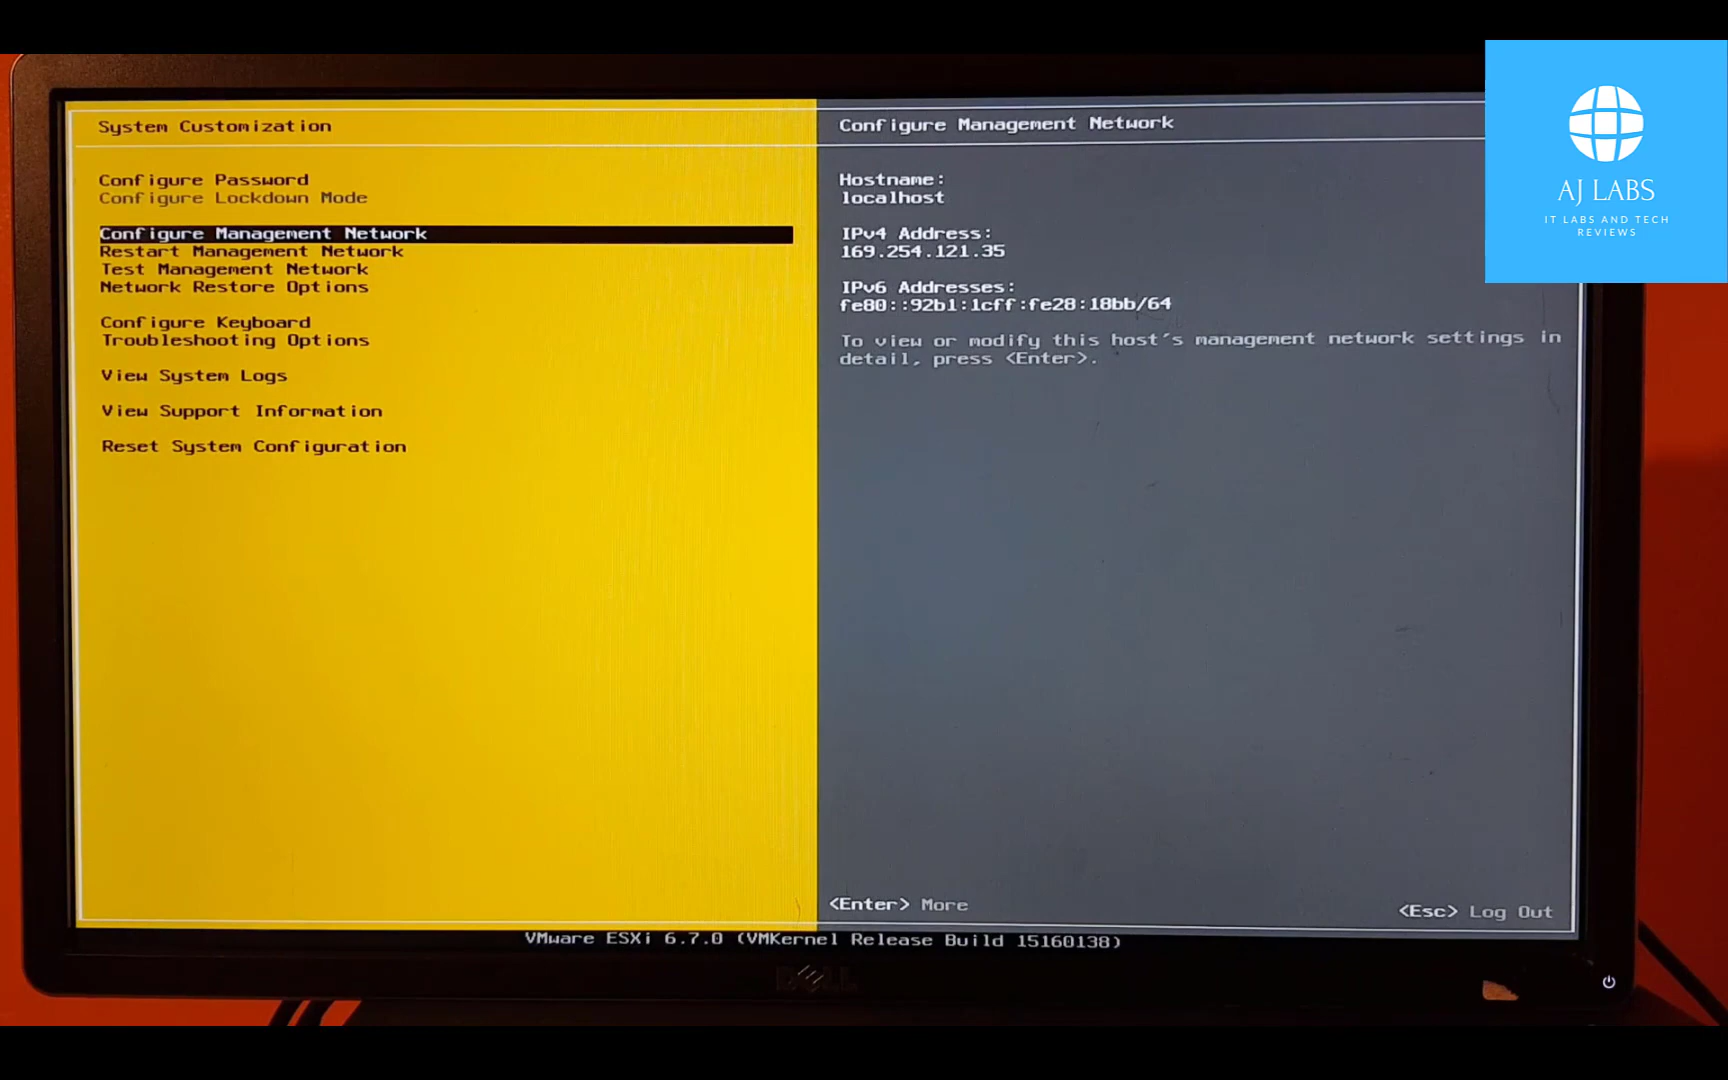 System Customization
Configure Password
Configure Lockdown Mode
Configure Management Network
Restart Management Network
Test Management Network
Network Restore Options
Configure Keyboard
Troubleshooting Options
View System Logs
View Support Information
Reset System Configuration
Configure Management Network
Hostname:
localhost
IPv4 Address:
169.254.121.35
IPv6 Addresses:
fe80::92b1:1cff:fe28:18bb/64
To view or modify this host's management network settings in
detail, press <Enter>.
<Enter> More
<Esc> Log Out
VMware ESXi 6.7.0 (VMKernel Release Build 15160138)
DELL
AJ LABS
IT LABS AND TECH
REVIEWS